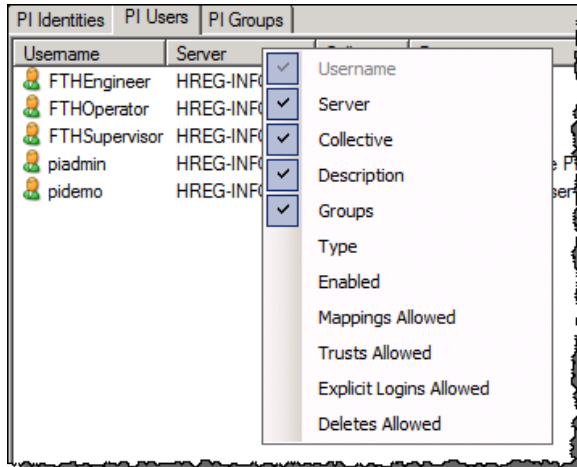 PI Identities PI Users PI Groups
Username Server
FTHEngineer HREG-INF
FTHOperator HREG-INF
FTHSupervisor HREG-INF
piadmin HREG-INF
pidemo HREG-INF
Username
Server
Collective
Description
Groups
Type
Enabled
Mappings Allowed
Trusts Allowed
Explicit Logins Allowed
Deletes Allowed